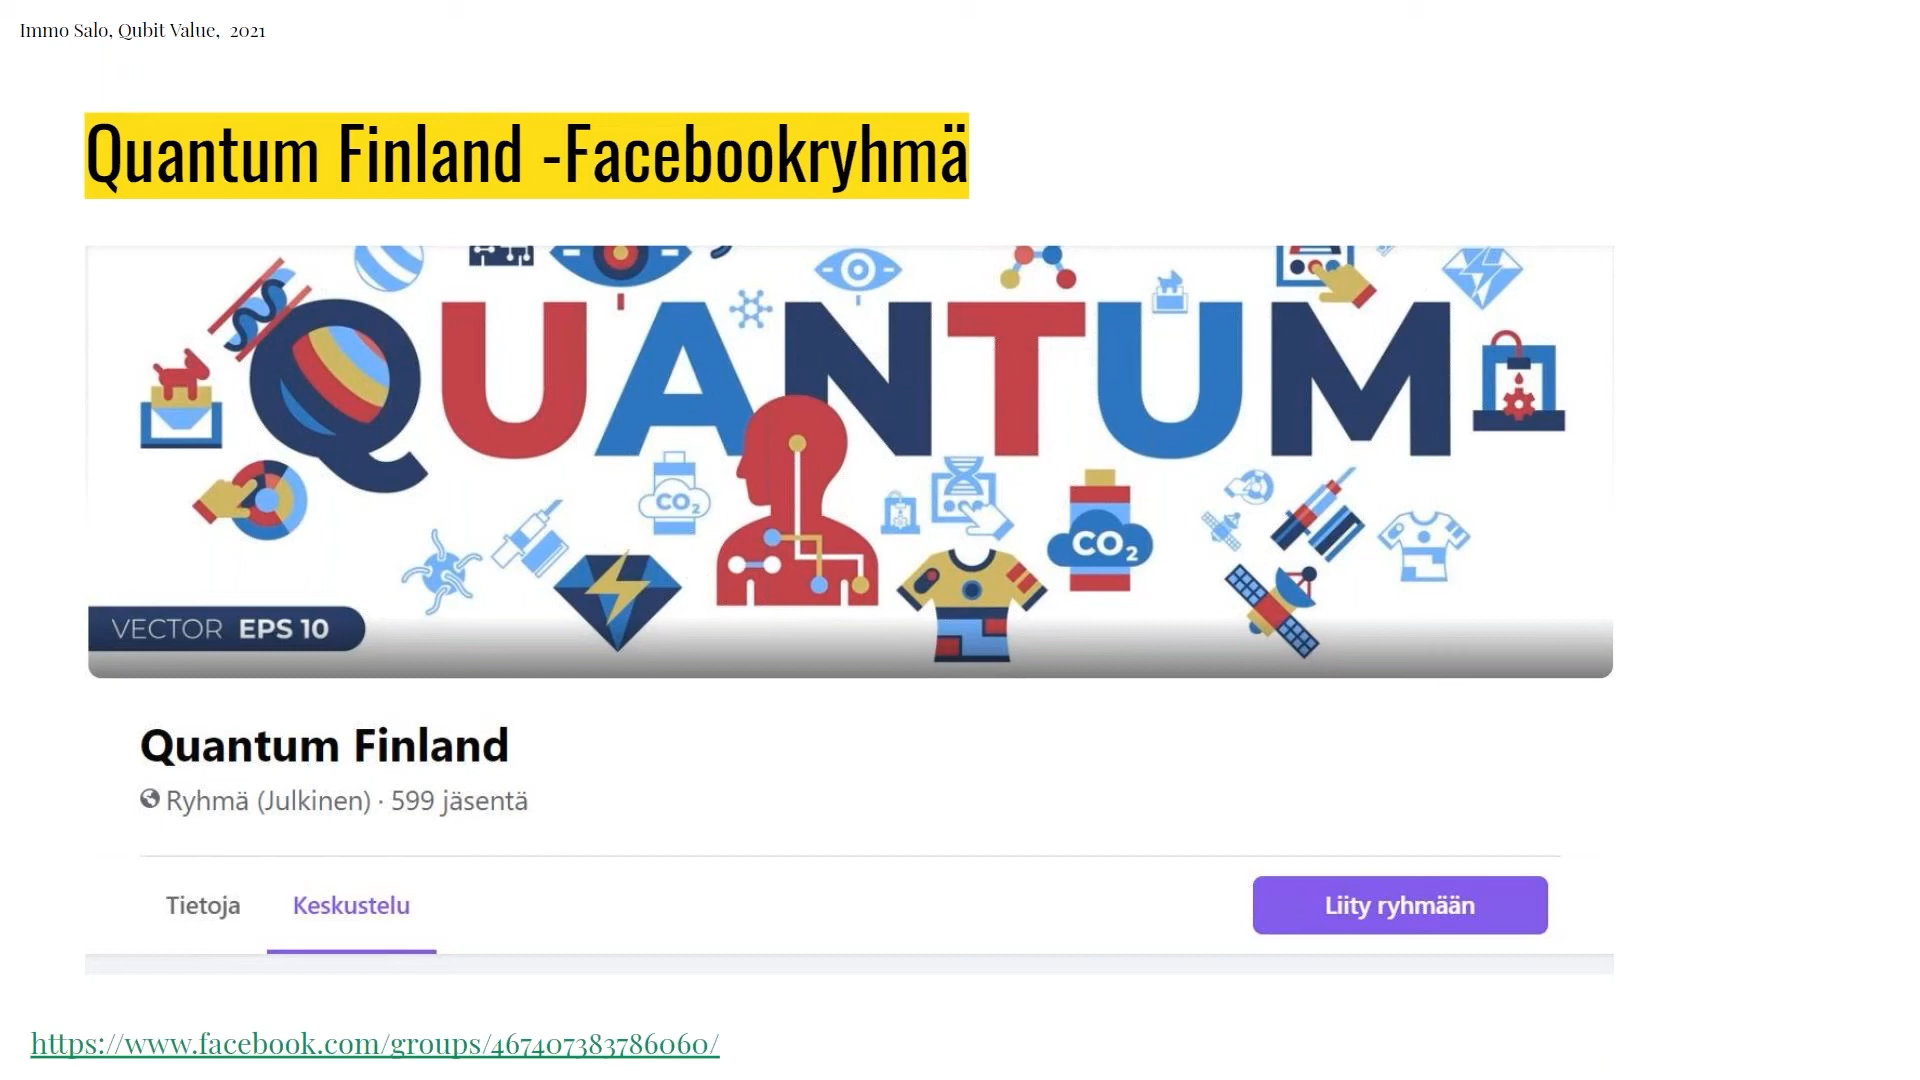 Immo Salo, Qubit Value, 2021
Quantum Finland -Facebookryhmä
QUANTUM
CO2
CO2
VECTOR EPS 10
Quantum Finland
Ryhmä (Julkinen) · 599 jäsentä
Tietoja Keskustelu Liity ryhmään
https://www.facebook.com/groups/467407383786060/